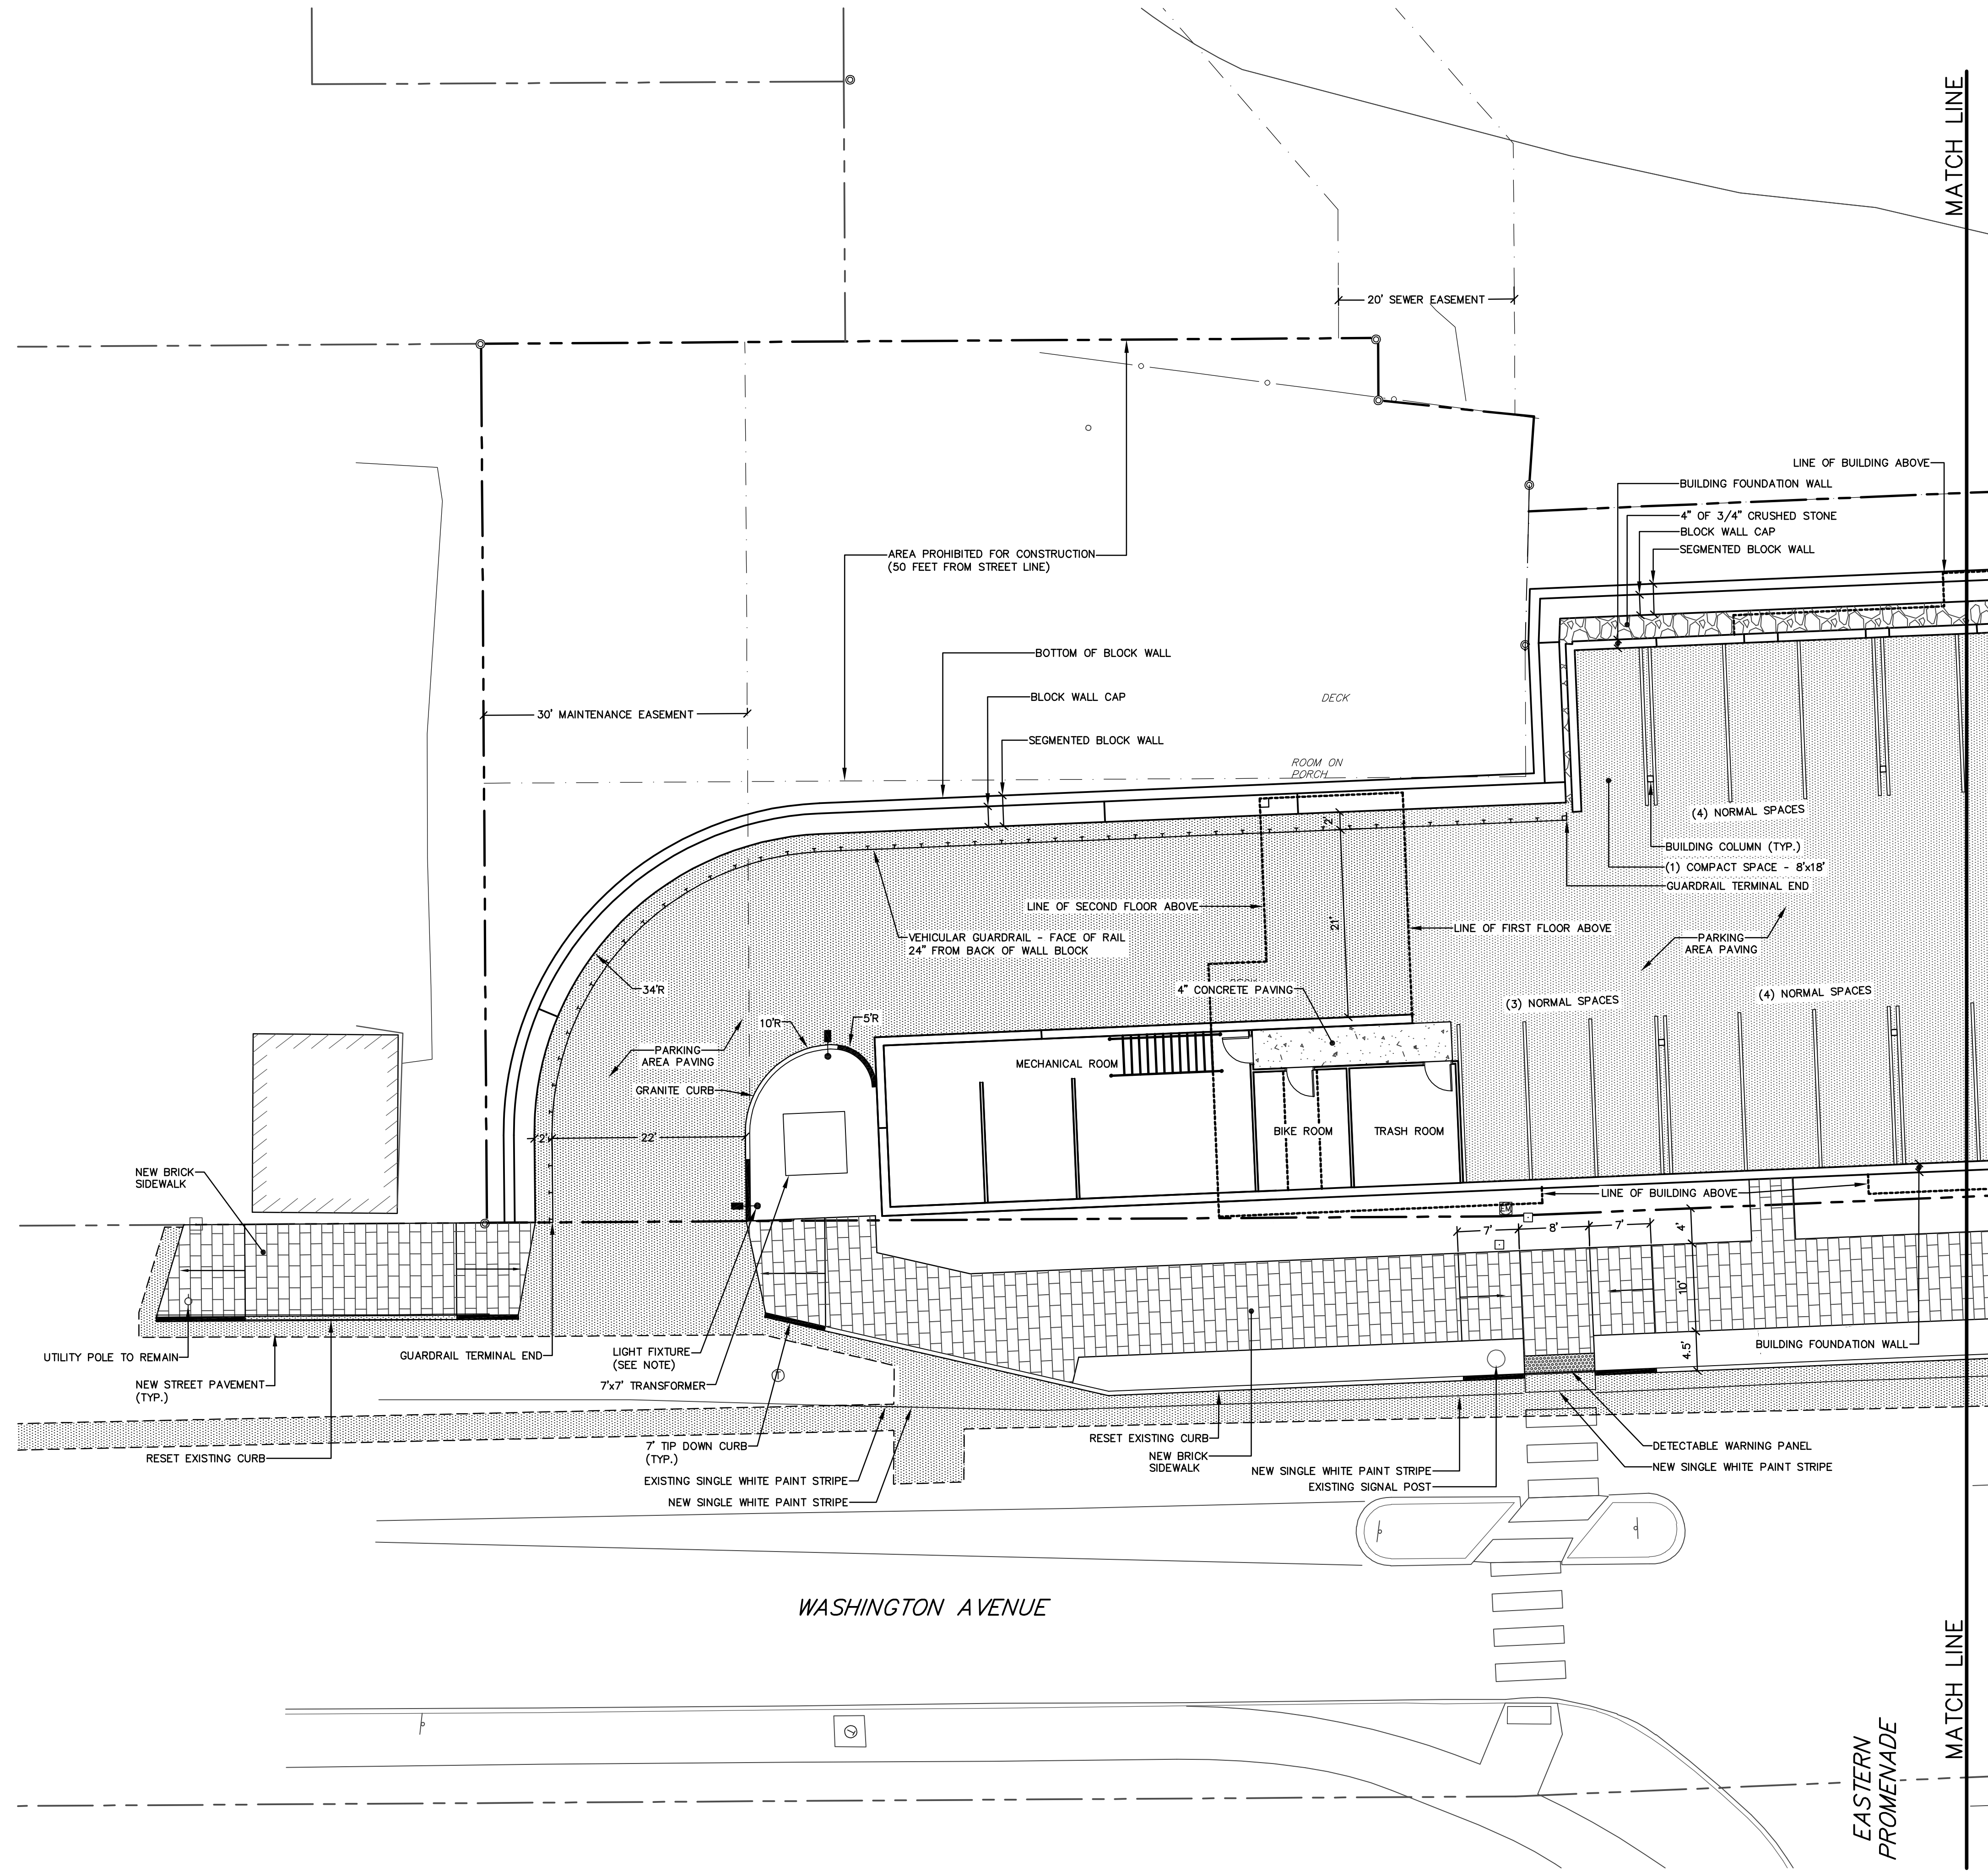 MATCH LINE
20' SEWER EASEMENT
LINE OF BUILDING ABOVE
BUILDING FOUNDATION WALL
4" OF 3/4" CRUSHED STONE
BLOCK WALL CAP
SEGMENTED BLOCK WALL
AREA PROHIBITED FOR CONSTRUCTION
(50 FEET FROM STREET LINE)
BOTTOM OF BLOCK WALL
BLOCK WALL CAP
DECK
30' MAINTENANCE EASEMENT
SEGMENTED BLOCK WALL
ROOM ON
PORCH
(4) NORMAL SPACES
2'
BUILDING COLUMN (TYP.)
(1) COMPACT SPACE - 8'x18'
GUARDRAIL TERMINAL END
LINE OF SECOND FLOOR ABOVE
21'
LINE OF FIRST FLOOR ABOVE
VEHICULAR GUARDRAIL - FACE OF RAIL
24" FROM BACK OF WALL BLOCK
PARKING
AREA PAVING
34'R
4" CONCRETE PAVING
(3) NORMAL SPACES
(4) NORMAL SPACES
10'R
5'R
PARKING
AREA PAVING
MECHANICAL ROOM
GRANITE CURB
2'
22'
BIKE ROOM
TRASH ROOM
NEW BRICK
SIDEWALK
LINE OF BUILDING ABOVE
EM
7'
8'
7'
4'
10'
4.5'
BUILDING FOUNDATION WALL
UTILITY POLE TO REMAIN
GUARDRAIL TERMINAL END
LIGHT FIXTURE
(SEE NOTE)
7'x7' TRANSFORMER
NEW STREET PAVEMENT
(TYP.)
RESET EXISTING CURB
7' TIP DOWN CURB
(TYP.)
EXISTING SINGLE WHITE PAINT STRIPE
NEW SINGLE WHITE PAINT STRIPE
RESET EXISTING CURB
NEW BRICK
SIDEWALK
NEW SINGLE WHITE PAINT STRIPE
EXISTING SIGNAL POST
DETECTABLE WARNING PANEL
NEW SINGLE WHITE PAINT STRIPE
WASHINGTON AVENUE
MATCH LINE
EASTERN
PROMENADE